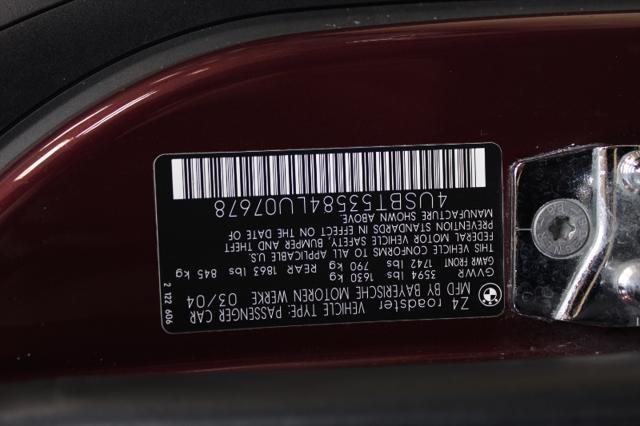 Z4 roadster VEHICLE TYPE: PASSENGER CAR
MFD BY BAYERISCHE MOTOREN WERKE 03/04
GVWR 3594 lbs 1630 kg
GAWR FRONT 1742 lbs 790 kg REAR 1863 lbs 845 kg
THIS VEHICLE CONFORMS TO ALL APPLICABLE US.
FEDERAL MOTOR VEHICLE SAFETY, BUMPER AND THEFT
PREVENTION STANDARDS IN EFFECT ON THE DATE OF
MANUFACTURE SHOWN ABOVE.
4USBT53584LU07678
2 122 606